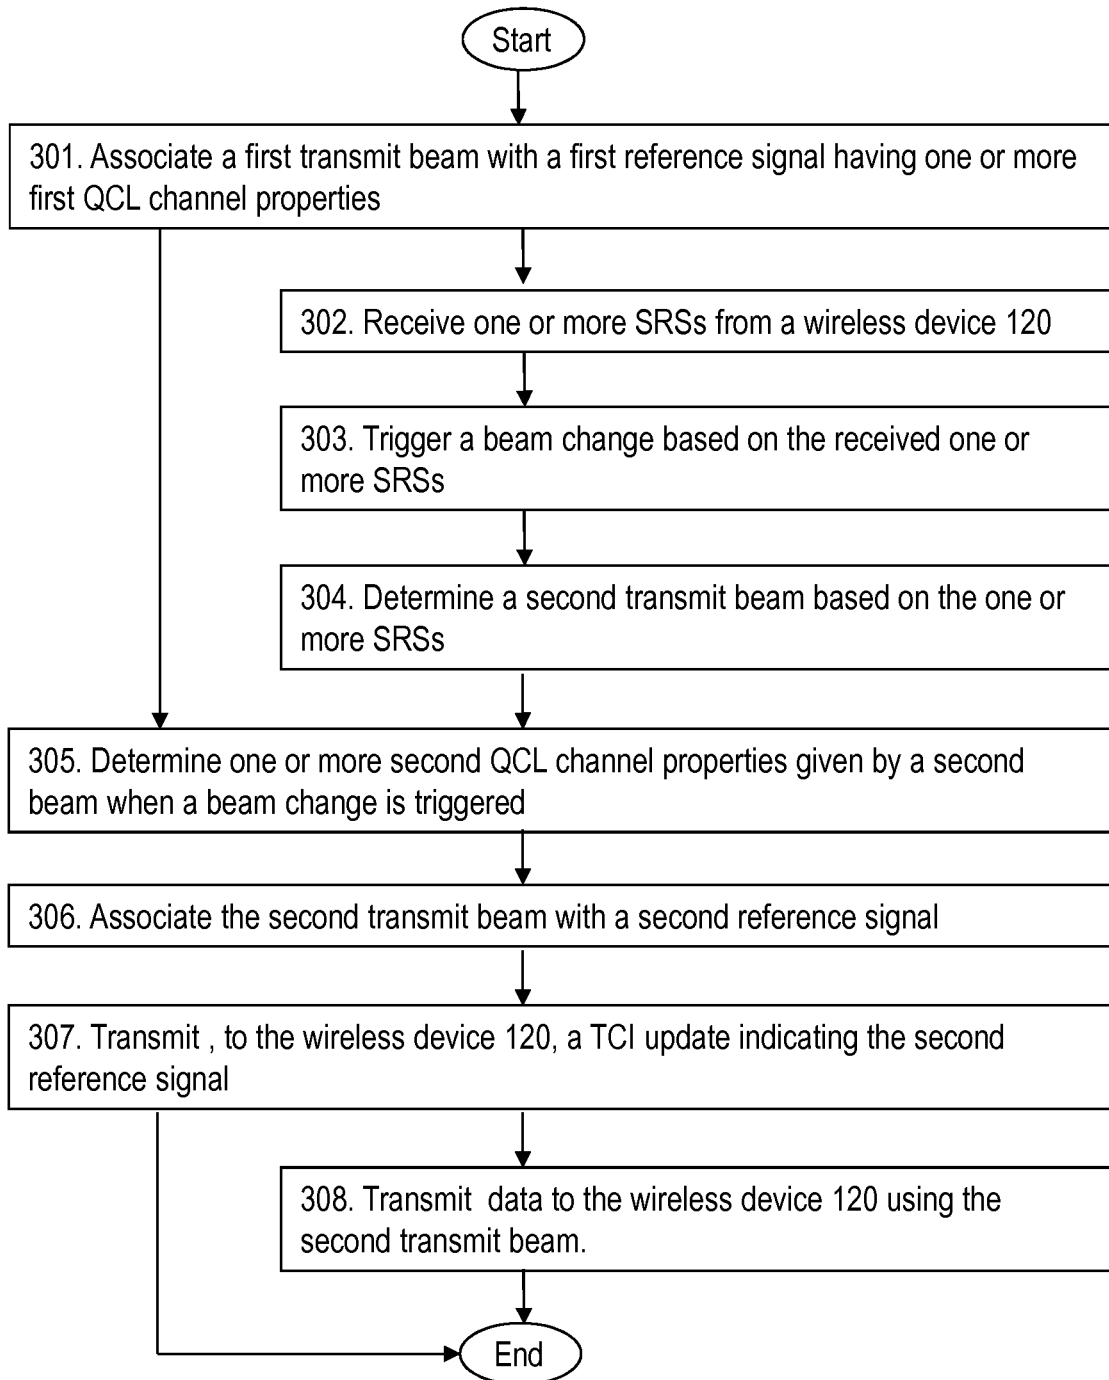 Start
301. Associate a first transmit beam with a first reference signal having one or more
first QCL channel properties
302. Receive one or more SRSs from a wireless device 120
303. Trigger a beam change based on the received one or
more SRSs
304. Determine a second transmit beam based on the one or
more SRSs
305. Determine one or more second QCL channel properties given by a second
beam when a beam change is triggered
306. Associate the second transmit beam with a second reference signal
307. Transmit , to the wireless device 120, a TCI update indicating the second
reference signal
308. Transmit  data to the wireless device 120 using the
second transmit beam.
End